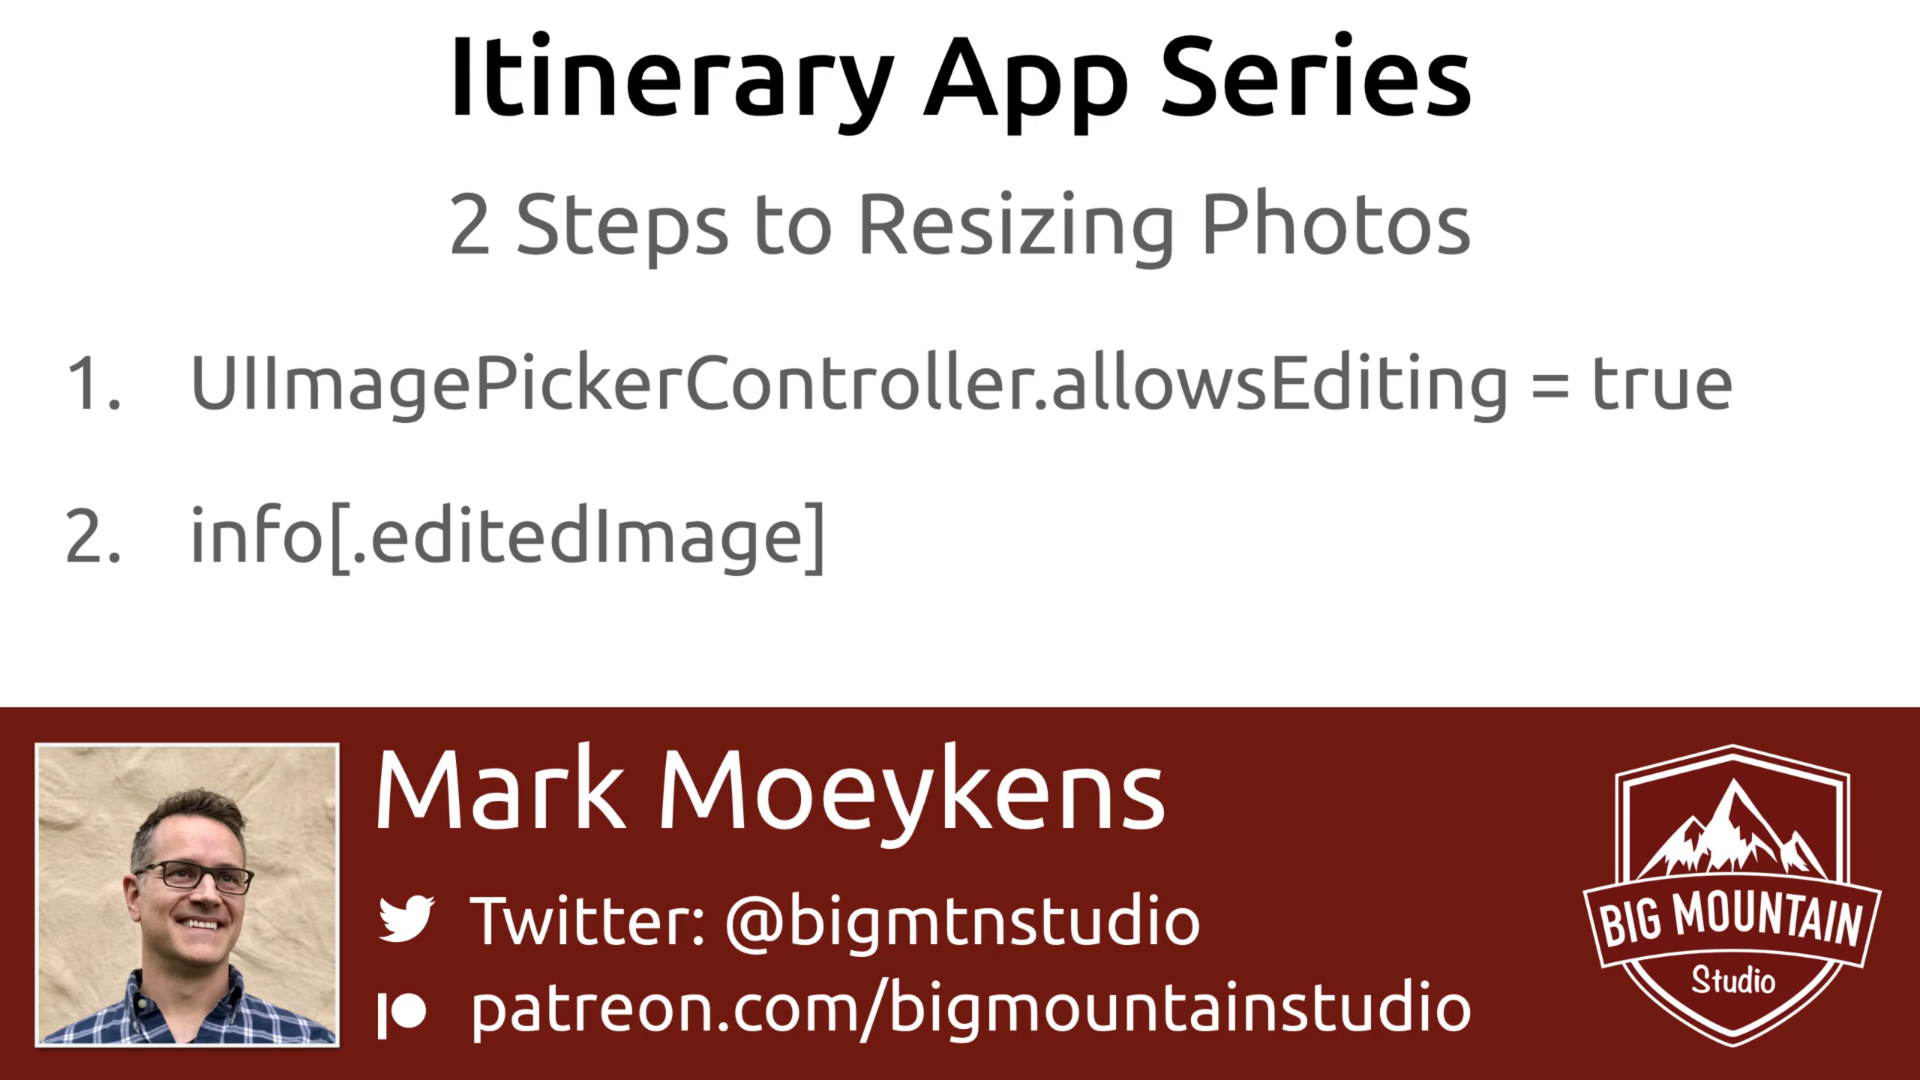 Itinerary App Series
2 Steps to Resizing Photos
1. UIImagePickerController.allowsEditing = true
2. info[.editedImage]
Mark Moeykens
Twitter: @bigmtnstudio
patreon.com/bigmountainstudio
BIG MOUNTAIN
Studio